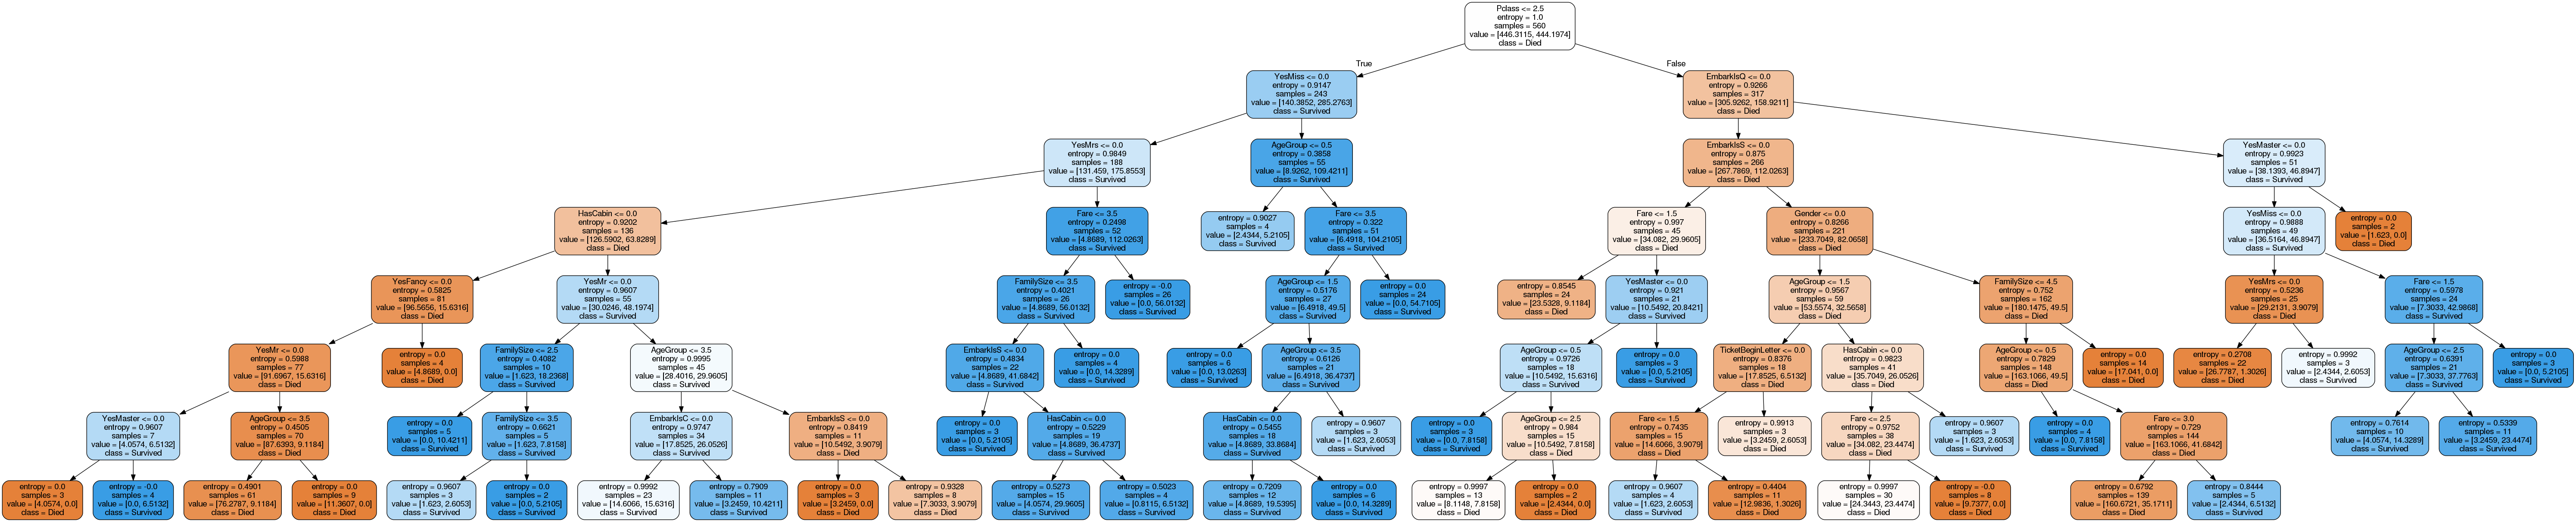 Pclass <= 2.5
entropy = 1.0
samples = 560
value = [446.3115, 444.1974]
class = Died
True
False
YesMiss <= 0.0
entropy = 0.9147
samples = 243
value = [140.3852, 285.2763]
class = Survived
EmbarkIsQ <= 0.0
entropy = 0.9266
samples = 317
value = [305.9262, 158.9211]
class = Died
YesMrs <= 0.0
entropy = 0.9849
samples = 188
value = [131.459, 175.8553]
class = Survived
AgeGroup <= 0.5
entropy = 0.3858
samples = 55
value = [8.9262, 109.4211]
class = Survived
EmbarkIsS <= 0.0
entropy = 0.875
samples = 266
value = [267.7869, 112.0263]
class = Died
YesMaster <= 0.0
entropy = 0.9923
samples = 51
value = [38.1393, 46.8947]
class = Survived
HasCabin <= 0.0
entropy = 0.9202
samples = 136
value = [126.5902, 63.8289]
class = Died
Fare <= 3.5
entropy = 0.2498
samples = 52
value = [4.8689, 112.0263]
class = Survived
entropy = 0.9027
samples = 4
value = [2.4344, 5.2105]
class = Survived
Fare <= 3.5
entropy = 0.322
samples = 51
value = [6.4918, 104.2105]
class = Survived
Fare <= 1.5
entropy = 0.997
samples = 45
value = [34.082, 29.9605]
class = Died
Gender <= 0.0
entropy = 0.8266
samples = 221
value = [233.7049, 82.0658]
class = Died
YesMiss <= 0.0
entropy = 0.9888
samples = 49
value = [36.5164, 46.8947]
class = Survived
entropy = 0.0
samples = 2
value = [1.623, 0.0]
class = Died
YesFancy <= 0.0
entropy = 0.5825
samples = 81
value = [96.5656, 15.6316]
class = Died
YesMr <= 0.0
entropy = 0.9607
samples = 55
value = [30.0246, 48.1974]
class = Survived
FamilySize <= 3.5
entropy = 0.4021
samples = 26
value = [4.8689, 56.0132]
class = Survived
entropy = -0.0
samples = 26
value = [0.0, 56.0132]
class = Survived
AgeGroup <= 1.5
entropy = 0.5176
samples = 27
value = [6.4918, 49.5]
class = Survived
entropy = 0.0
samples = 24
value = [0.0, 54.7105]
class = Survived
entropy = 0.8545
samples = 24
value = [23.5328, 9.1184]
class = Died
YesMaster <= 0.0
entropy = 0.921
samples = 21
value = [10.5492, 20.8421]
class = Survived
AgeGroup <= 1.5
entropy = 0.9567
samples = 59
value = [53.5574, 32.5658]
class = Died
FamilySize <= 4.5
entropy = 0.752
samples = 162
value = [180.1475, 49.5]
class = Died
YesMrs <= 0.0
entropy = 0.5236
samples = 25
value = [29.2131, 3.9079]
class = Died
Fare <= 1.5
entropy = 0.5978
samples = 24
value = [7.3033, 42.9868]
class = Survived
YesMr <= 0.0
entropy = 0.5988
samples = 77
value = [91.6967, 15.6316]
class = Died
entropy = 0.0
samples = 4
value = [4.8689, 0.0]
class = Died
FamilySize <= 2.5
entropy = 0.4082
samples = 10
value = [1.623, 18.2368]
class = Survived
AgeGroup <= 3.5
entropy = 0.9995
samples = 45
value = [28.4016, 29.9605]
class = Survived
EmbarkIsS <= 0.0
entropy = 0.4834
samples = 22
value = [4.8689, 41.6842]
class = Survived
entropy = 0.0
samples = 4
value = [0.0, 14.3289]
class = Survived
entropy = 0.0
samples = 6
value = [0.0, 13.0263]
class = Survived
AgeGroup <= 3.5
entropy = 0.6126
samples = 21
value = [6.4918, 36.4737]
class = Survived
AgeGroup <= 0.5
entropy = 0.9726
samples = 18
value = [10.5492, 15.6316]
class = Survived
entropy = 0.0
samples = 3
value = [0.0, 5.2105]
class = Survived
TicketBeginLetter <= 0.0
entropy = 0.8376
samples = 18
value = [17.8525, 6.5132]
class = Died
HasCabin <= 0.0
entropy = 0.9823
samples = 41
value = [35.7049, 26.0526]
class = Died
AgeGroup <= 0.5
entropy = 0.7829
samples = 148
value = [163.1066, 49.5]
class = Died
entropy = 0.0
samples = 14
value = [17.041, 0.0]
class = Died
entropy = 0.2708
samples = 22
value = [26.7787, 1.3026]
class = Died
entropy = 0.9992
samples = 3
value = [2.4344, 2.6053]
class = Survived
AgeGroup <= 2.5
entropy = 0.6391
samples = 21
value = [7.3033, 37.7763]
class = Survived
entropy = 0.0
samples = 3
value = [0.0, 5.2105]
class = Survived
YesMaster <= 0.0
entropy = 0.9607
samples = 7
value = [4.0574, 6.5132]
class = Survived
AgeGroup <= 3.5
entropy = 0.4505
samples = 70
value = [87.6393, 9.1184]
class = Died
entropy = 0.0
samples = 5
value = [0.0, 10.4211]
class = Survived
FamilySize <= 3.5
entropy = 0.6621
samples = 5
value = [1.623, 7.8158]
class = Survived
EmbarkIsC <= 0.0
entropy = 0.9747
samples = 34
value = [17.8525, 26.0526]
class = Survived
EmbarkIsS <= 0.0
entropy = 0.8419
samples = 11
value = [10.5492, 3.9079]
class = Died
entropy = 0.0
samples = 3
value = [0.0, 5.2105]
class = Survived
HasCabin <= 0.0
entropy = 0.5229
samples = 19
value = [4.8689, 36.4737]
class = Survived
HasCabin <= 0.0
entropy = 0.5455
samples = 18
value = [4.8689, 33.8684]
class = Survived
entropy = 0.9607
samples = 3
value = [1.623, 2.6053]
class = Survived
entropy = 0.0
samples = 3
value = [0.0, 7.8158]
class = Survived
AgeGroup <= 2.5
entropy = 0.984
samples = 15
value = [10.5492, 7.8158]
class = Died
Fare <= 1.5
entropy = 0.7435
samples = 15
value = [14.6066, 3.9079]
class = Died
entropy = 0.9913
samples = 3
value = [3.2459, 2.6053]
class = Died
Fare <= 2.5
entropy = 0.9752
samples = 38
value = [34.082, 23.4474]
class = Died
entropy = 0.9607
samples = 3
value = [1.623, 2.6053]
class = Survived
entropy = 0.0
samples = 4
value = [0.0, 7.8158]
class = Survived
Fare <= 3.0
entropy = 0.729
samples = 144
value = [163.1066, 41.6842]
class = Died
entropy = 0.7614
samples = 10
value = [4.0574, 14.3289]
class = Survived
entropy = 0.5339
samples = 11
value = [3.2459, 23.4474]
class = Survived
entropy = 0.0
samples = 3
value = [4.0574, 0.0]
class = Died
entropy = -0.0
samples = 4
value = [0.0, 6.5132]
class = Survived
entropy = 0.4901
samples = 61
value = [76.2787, 9.1184]
class = Died
entropy = 0.0
samples = 9
value = [11.3607, 0.0]
class = Died
entropy = 0.9607
samples = 3
value = [1.623, 2.6053]
class = Survived
entropy = 0.0
samples = 2
value = [0.0, 5.2105]
class = Survived
entropy = 0.9992
samples = 23
value = [14.6066, 15.6316]
class = Survived
entropy = 0.7909
samples = 11
value = [3.2459, 10.4211]
class = Survived
entropy = 0.0
samples = 3
value = [3.2459, 0.0]
class = Died
entropy = 0.9328
samples = 8
value = [7.3033, 3.9079]
class = Died
entropy = 0.5273
samples = 15
value = [4.0574, 29.9605]
class = Survived
entropy = 0.5023
samples = 4
value = [0.8115, 6.5132]
class = Survived
entropy = 0.7209
samples = 12
value = [4.8689, 19.5395]
class = Survived
entropy = 0.0
samples = 6
value = [0.0, 14.3289]
class = Survived
entropy = 0.9997
samples = 13
value = [8.1148, 7.8158]
class = Died
entropy = 0.0
samples = 2
value = [2.4344, 0.0]
class = Died
entropy = 0.9607
samples = 4
value = [1.623, 2.6053]
class = Survived
entropy = 0.4404
samples = 11
value = [12.9836, 1.3026]
class = Died
entropy = 0.9997
samples = 30
value = [24.3443, 23.4474]
class = Died
entropy = -0.0
samples = 8
value = [9.7377, 0.0]
class = Died
entropy = 0.6792
samples = 139
value = [160.6721, 35.1711]
class = Died
entropy = 0.8444
samples = 5
value = [2.4344, 6.5132]
class = Survived